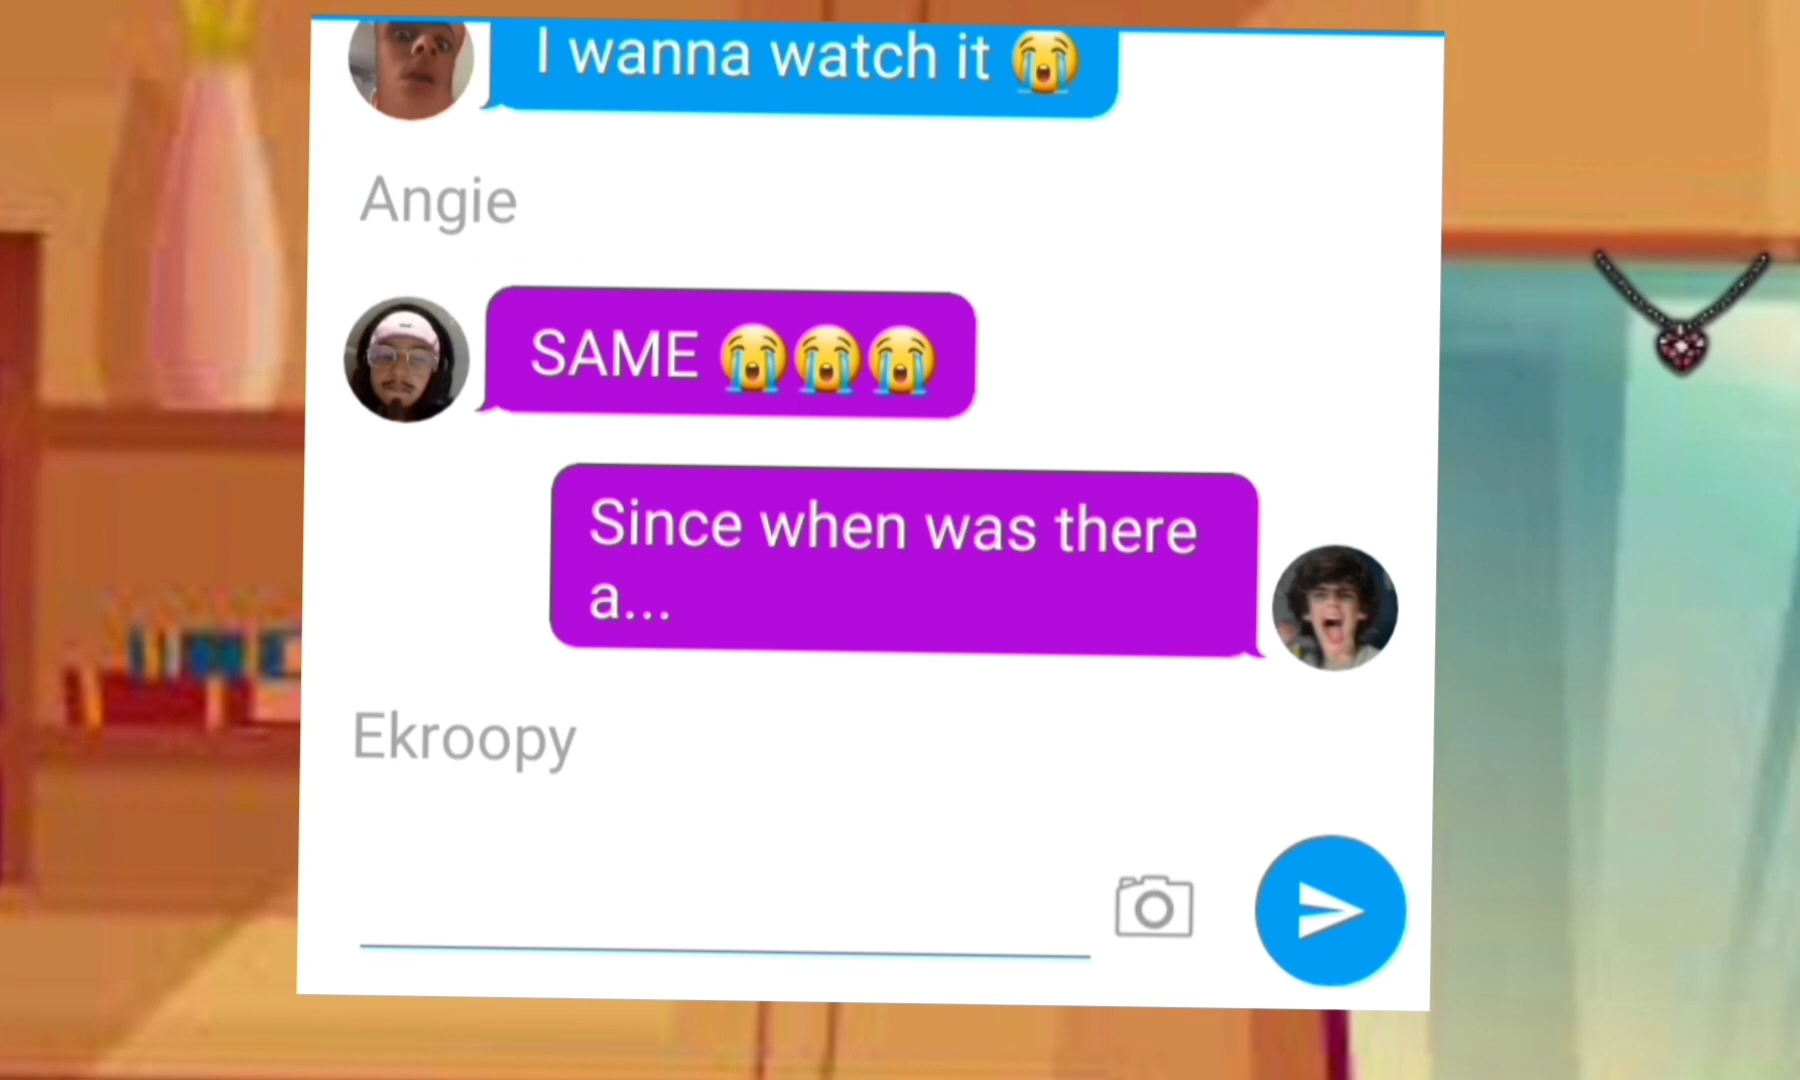 I wanna watch it 😭
Angie
SAME 😭😭😭
Since when was there
a...
Ekroopy